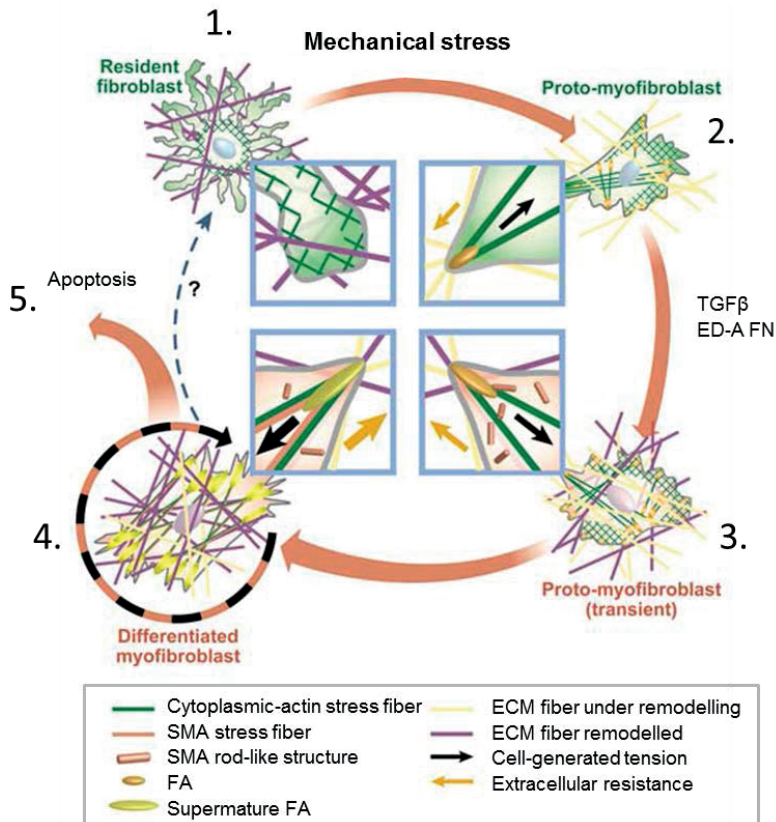 1.
Mechanical stress
Resident
fibroblast
Proto-myofibroblast
2.
TGFβ
ED-A FN
3.
Proto-myofibroblast
(transient)
4.
Differentiated
myofibroblast
5.
Apoptosis
?
Cytoplasmic-actin stress fiber
SMA stress fiber
SMA rod-like structure
FA
Supermature FA
ECM fiber under remodelling
ECM fiber remodelled
Cell-generated tension
Extracellular resistance